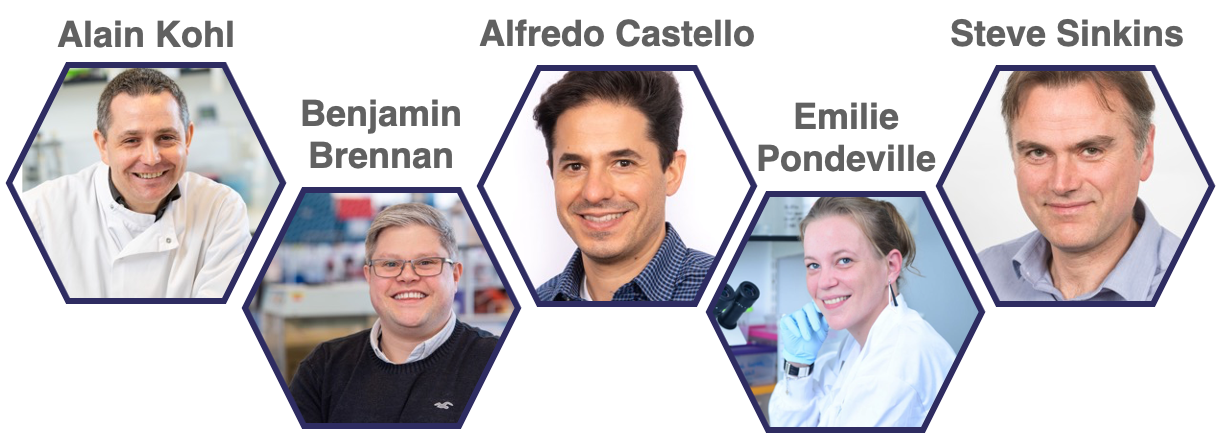 Alain Kohl
Benjamin
Brennan
Alfredo Castello
Emilie
Pondeville
Steve Sinkins